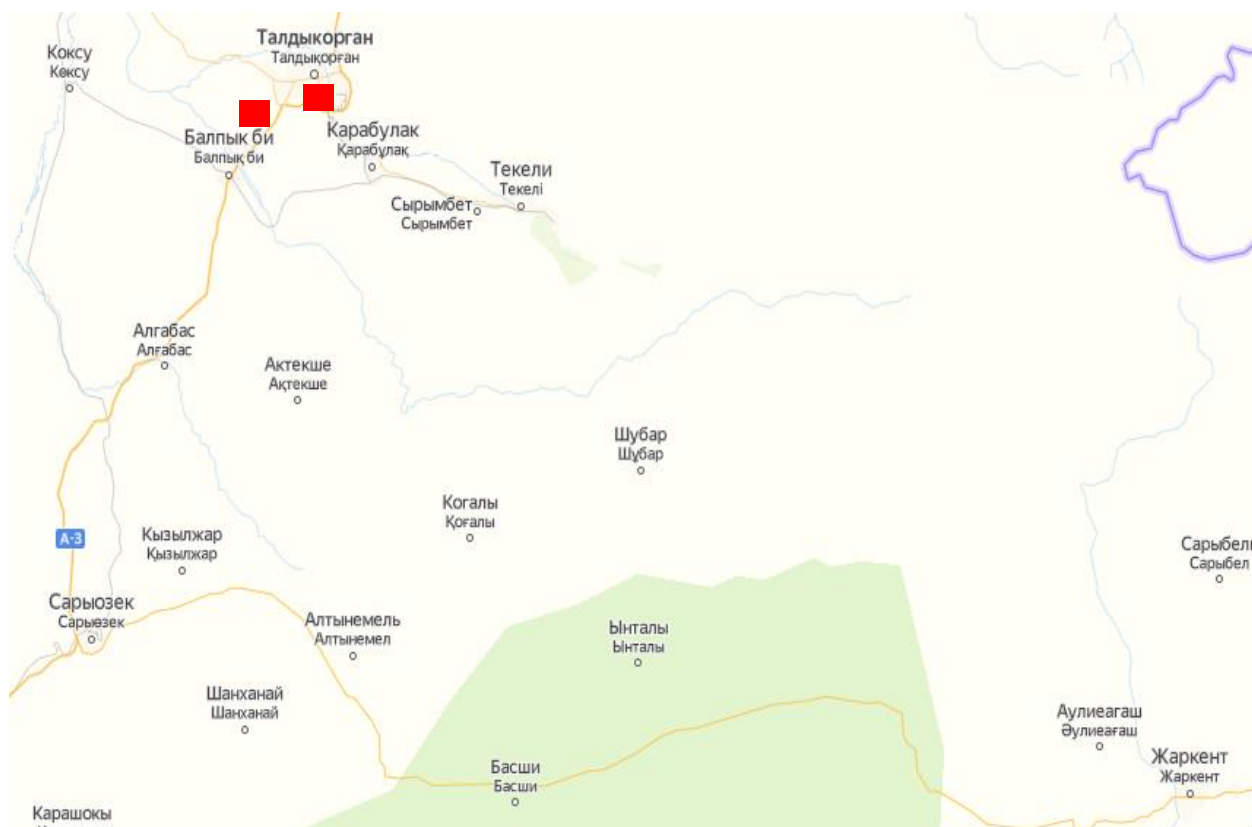 Талдыкорган
Талдықорған
Коксу
Көксу
Балпык би
Балпық би
Карабулак
Қарабұлақ
Текели
Текелі
Сырымбет
Сырымбет
Алгабас
Алғабас
Актекше
Ақтекше
Шубар
Шұбар
Когалы
Қоғалы
А-3
Кызылжар
Қызылжар
Сарыбель
Сарыбел
Сарыозек
Сарыөзек
Алтынемель
Алтынемел
Ынталы
Ынталы
Шанханай
Шанханай
Аулиеагаш
Әулиеағаш
Басши
Басши
Жаркент
Жаркент
Карашокы